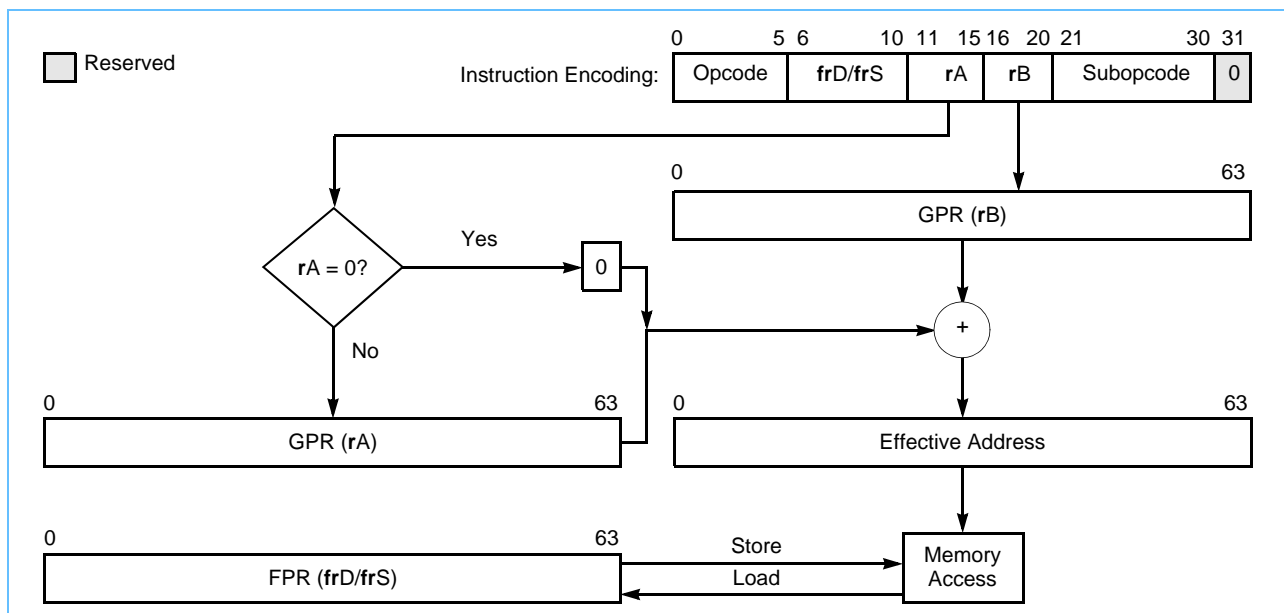 0 5 6 10 11 15 16 20 21 30 31
Reserved
Instruction Encoding: Opcode frD/frS rA rB Subopcode 0
0 63
GPR (rB)
Yes
rA = 0? 0
+
No
0 63 0 63
GPR (rA) Effective Address
0 63
Store
FPR (frD/frS) Load
Memory
Access